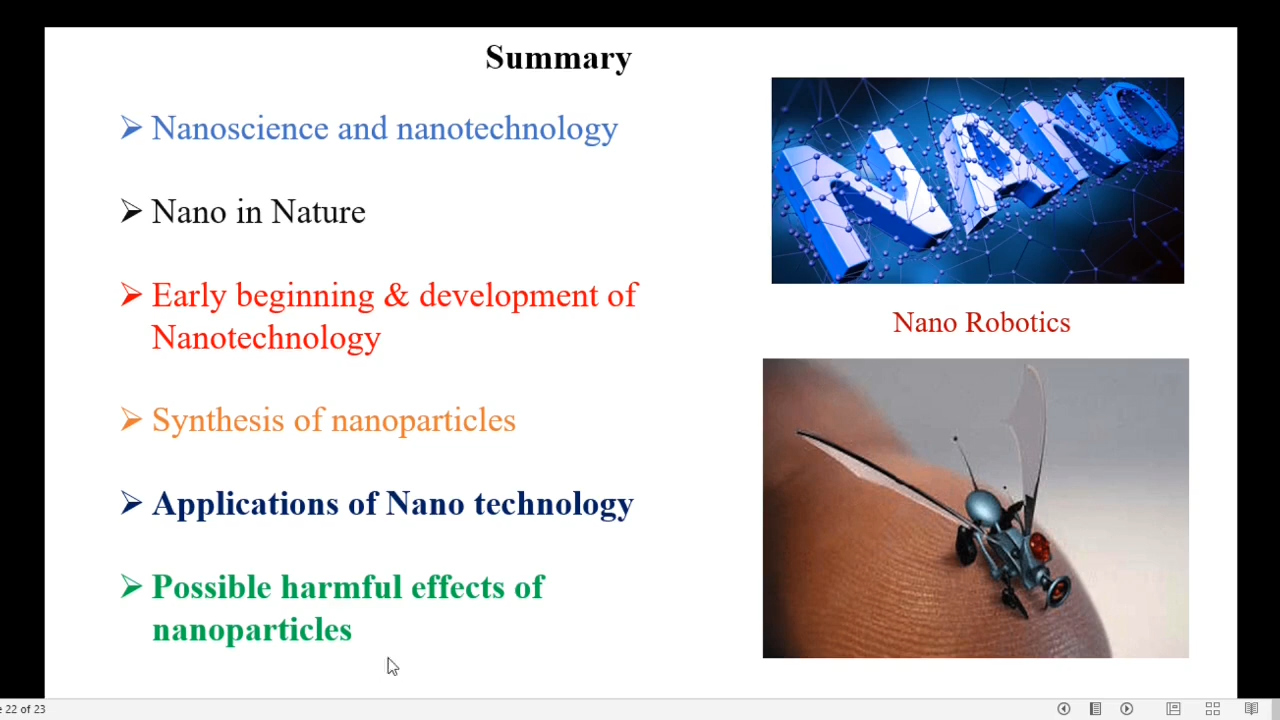 Summary
➢ Nanoscience and nanotechnology
➢ Nano in Nature
➢ Early beginning & development of
Nanotechnology
➢ Synthesis of nanoparticles
➢ Applications of Nano technology
➢ Possible harmful effects of
nanoparticles
NANO
Nano Robotics
22 of 23